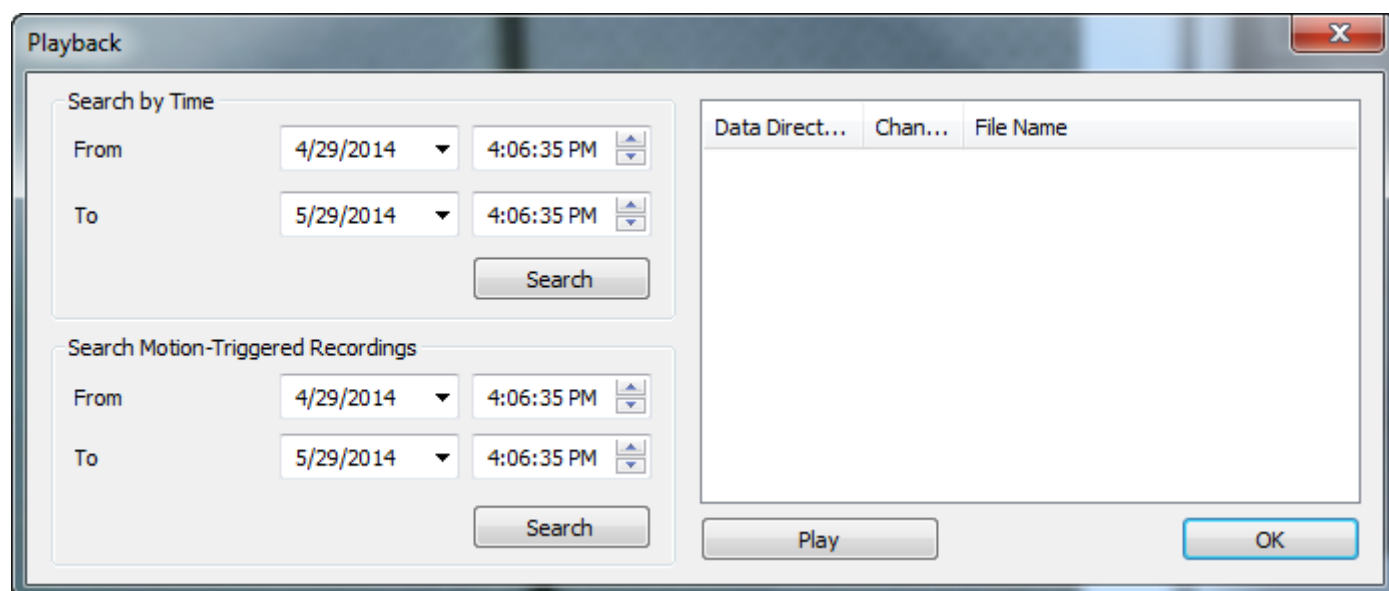 Playback
Search by Time
From 4/29/2014 4:06:35 PM
To 5/29/2014 4:06:35 PM
Search
Search Motion-Triggered Recordings
From 4/29/2014 4:06:35 PM
To 5/29/2014 4:06:35 PM
Search
Data Direct... Chan... File Name
Play OK